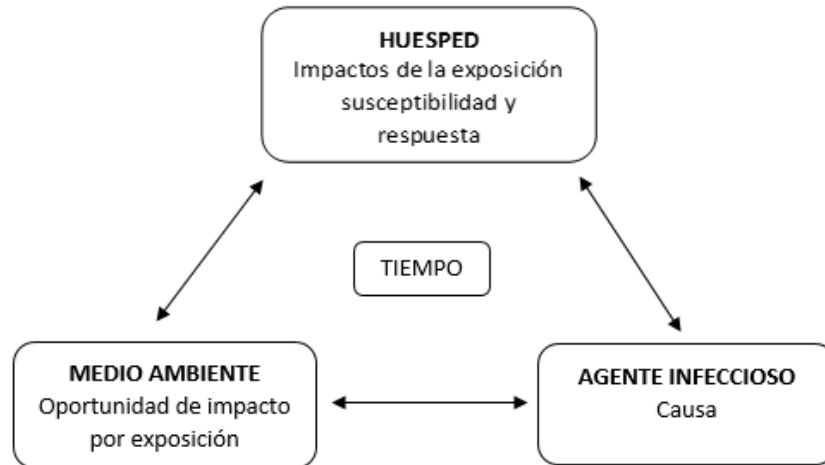 HUESPED
Impactos de la exposición
susceptibilidad y
respuesta
TIEMPO
MEDIO AMBIENTE
Oportunidad de impacto
por exposición
AGENTE INFECCIOSO
Causa